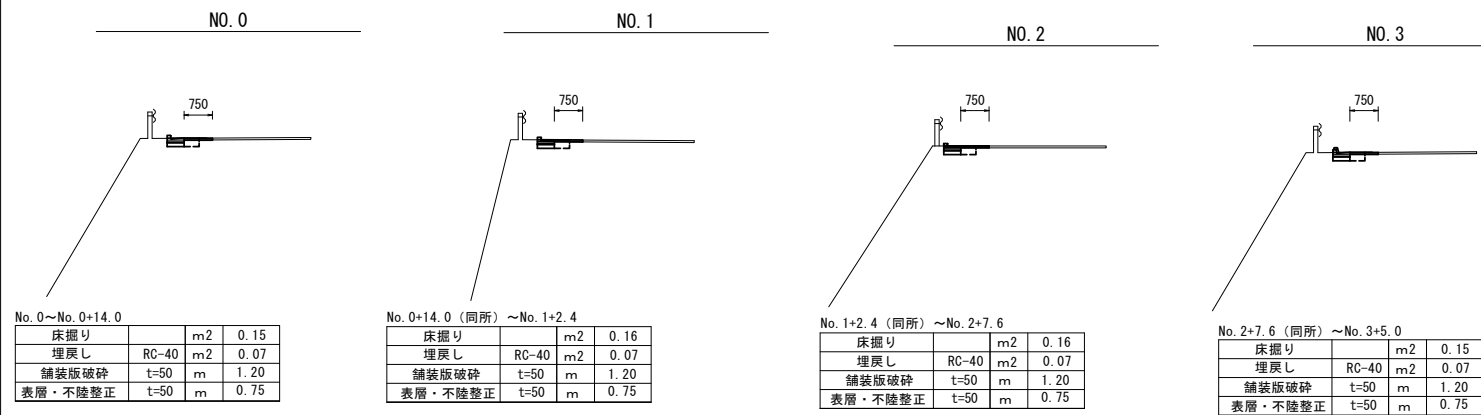 NO. 0
750
No. 0～No. 0+14.0
床掘り m2 0.15
埋戻し RC-40 m2 0.07
舗装版破砕 t=50 m 1.20
表層・不陸整正 t=50 m 0.75
NO. 1
750
No. 0+14.0 (同所) ～No. 1+2.4
床掘り m2 0.16
埋戻し RC-40 m2 0.07
舗装版破砕 t=50 m 1.20
表層・不陸整正 t=50 m 0.75
NO. 2
750
No. 1+2.4 (同所) ～No. 2+7.6
床掘り m2 0.16
埋戻し RC-40 m2 0.07
舗装版破砕 t=50 m 1.20
表層・不陸整正 t=50 m 0.75
NO. 3
750
No. 2+7.6 (同所) ～No. 3+5.0
床掘り m2 0.15
埋戻し RC-40 m2 0.07
舗装版破砕 t=50 m 1.20
表層・不陸整正 t=50 m 0.75